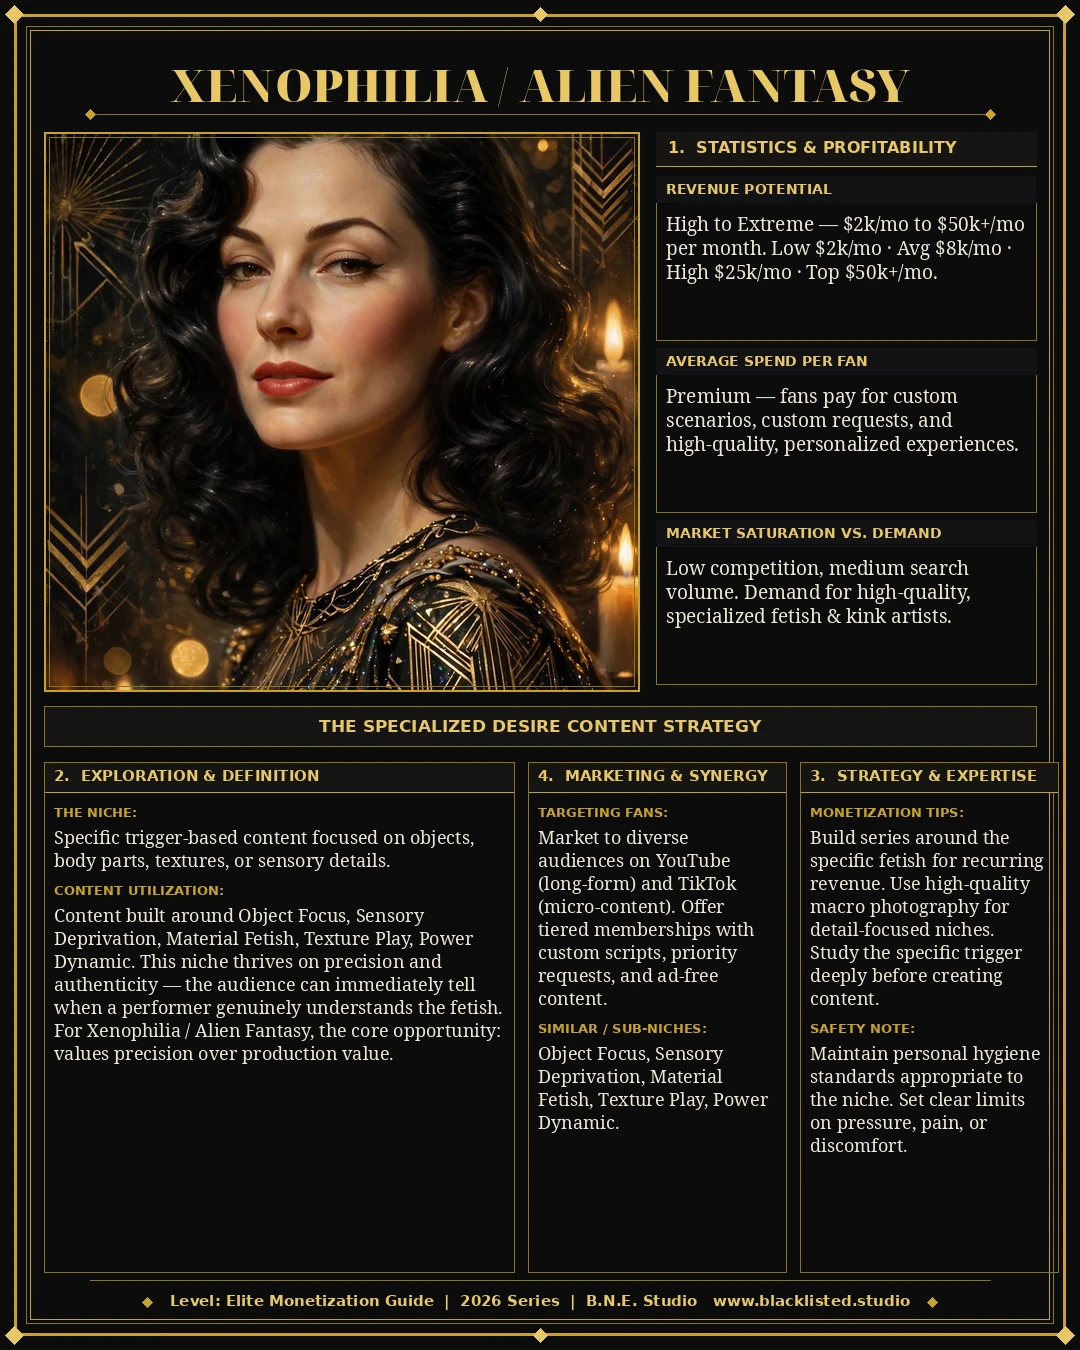 XENOPHILIA / ALIEN FANTASY
1. STATISTICS & PROFITABILITY
REVENUE POTENTIAL
High to Extreme — $2k/mo to $50k+/mo
per month. Low $2k/mo · Avg $8k/mo ·
High $25k/mo · Top $50k+/mo.
AVERAGE SPEND PER FAN
Premium — fans pay for custom
scenarios, custom requests, and
high-quality, personalized experiences.
MARKET SATURATION VS. DEMAND
Low competition, medium search
volume. Demand for high-quality,
specialized fetish & kink artists.
THE SPECIALIZED DESIRE CONTENT STRATEGY
2. EXPLORATION & DEFINITION
THE NICHE:
Specific trigger-based content focused on objects,
body parts, textures, or sensory details.
CONTENT UTILIZATION:
Content built around Object Focus, Sensory
Deprivation, Material Fetish, Texture Play, Power
Dynamic. This niche thrives on precision and
authenticity — the audience can immediately tell
when a performer genuinely understands the fetish.
For Xenophilia / Alien Fantasy, the core opportunity:
values precision over production value.
4. MARKETING & SYNERGY
TARGETING FANS:
Market to diverse
audiences on YouTube
(long-form) and TikTok
(micro-content). Offer
tiered memberships with
custom scripts, priority
requests, and ad-free
content.
SIMILAR / SUB-NICHES:
Object Focus, Sensory
Deprivation, Material
Fetish, Texture Play, Power
Dynamic.
3. STRATEGY & EXPERTISE
MONETIZATION TIPS:
Build series around the
specific fetish for recurring
revenue. Use high-quality
macro photography for
detail-focused niches.
Study the specific trigger
deeply before creating
content.
SAFETY NOTE:
Maintain personal hygiene
standards appropriate to
the niche. Set clear limits
on pressure, pain, or
discomfort.
Level: Elite Monetization Guide | 2026 Series | B.N.E. Studio www.blacklisted.studio